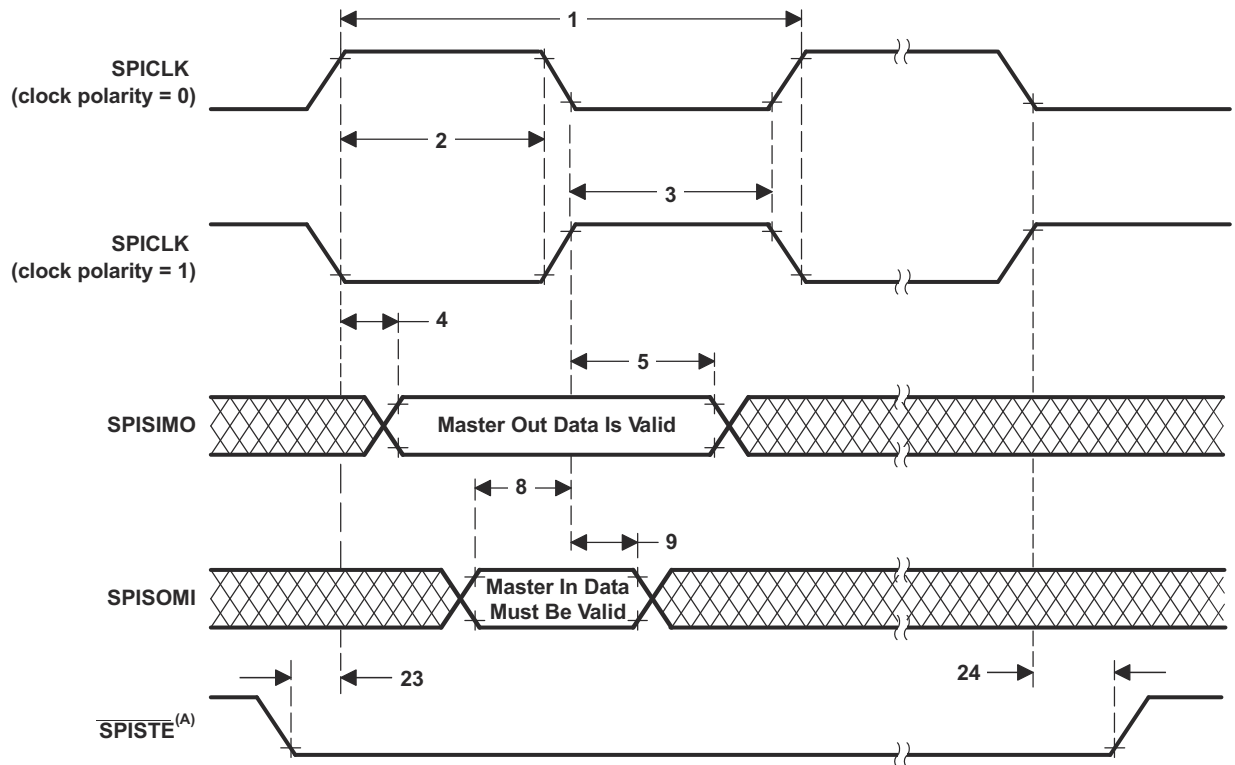 1
SPICLK
(clock polarity = 0)
2
3
SPICLK
(clock polarity = 1)
4
5
SPISIMO
Master Out Data Is Valid
8
9
SPISOMI
Master In Data
Must Be Valid
23
24
SPISTE(A)